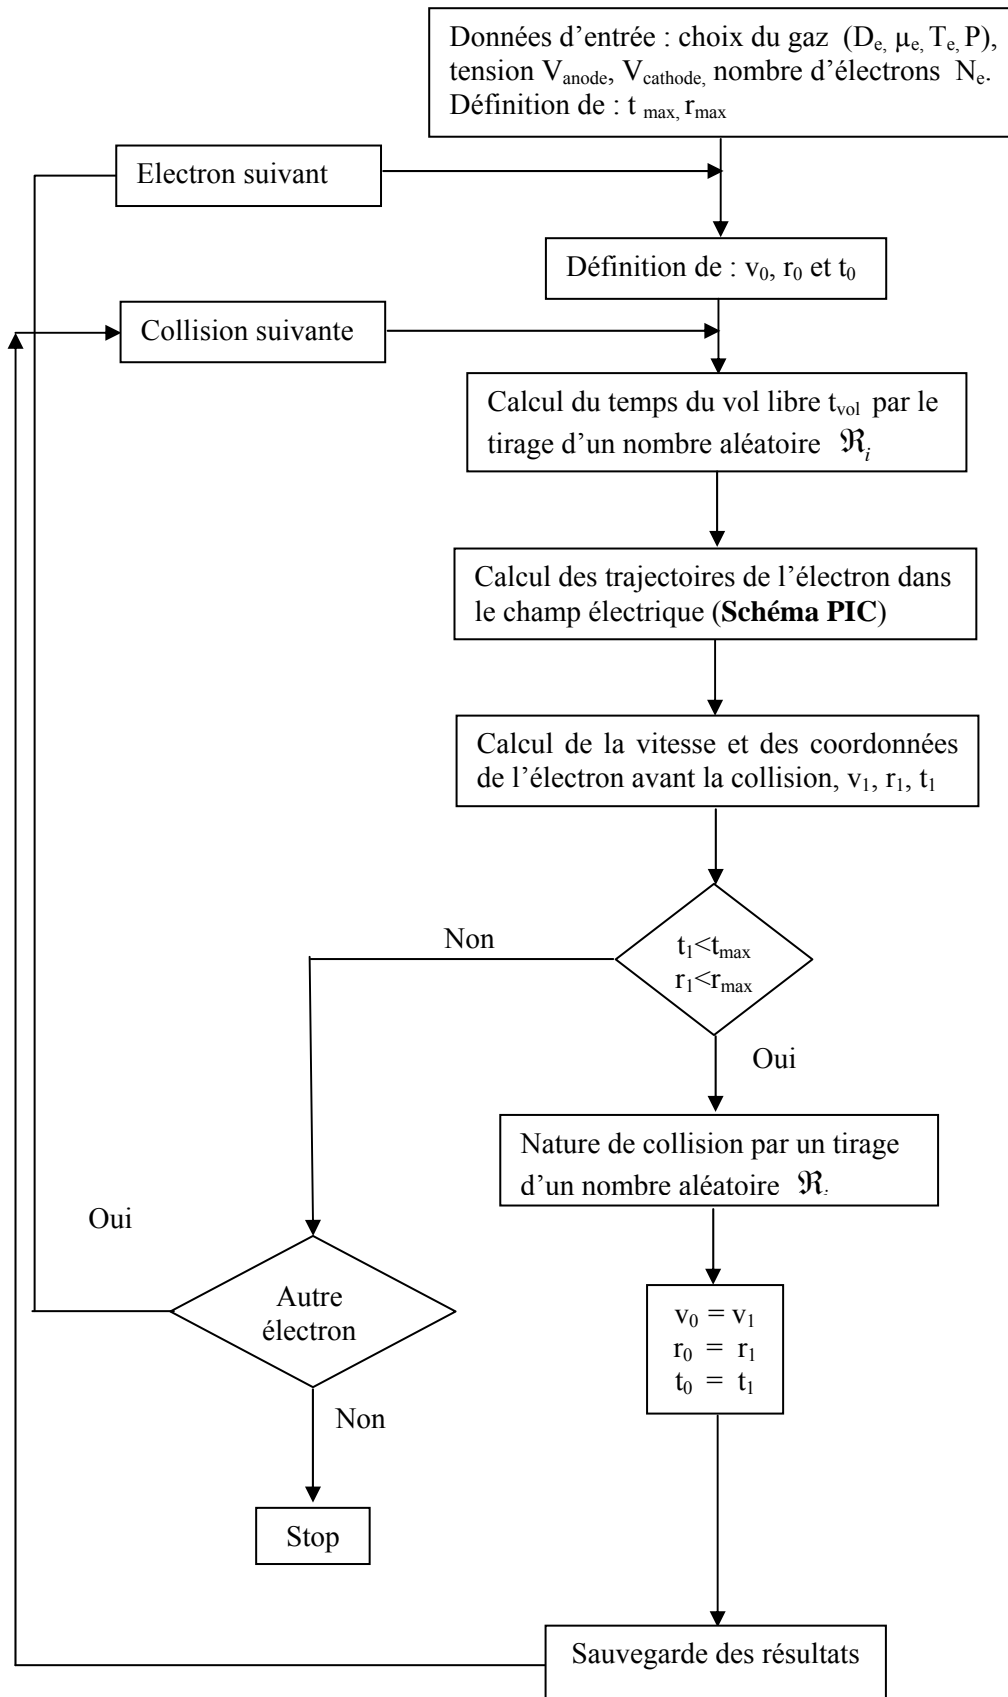 Données d'entrée : choix du gaz (De, μe, Te, P),
tension Vanode, Vcathode, nombre d'électrons Ne.
Définition de : t max, rmax
Electron suivant
Définition de : v0, r0 et t0
Collision suivante
Calcul du temps du vol libre tvol par le
tirage d'un nombre aléatoire ℜi
Calcul des trajectoires de l'électron dans
le champ électrique (Schéma PIC)
Calcul de la vitesse et des coordonnées
de l'électron avant la collision, v1, r1, t1
Non
t1<tmax
r1<rmax
Oui
Nature de collision par un tirage
d'un nombre aléatoire ℜ
Oui
Autre
électron
v0 = v1
r0 = r1
t0 = t1
Non
Stop
Sauvegarde des résultats